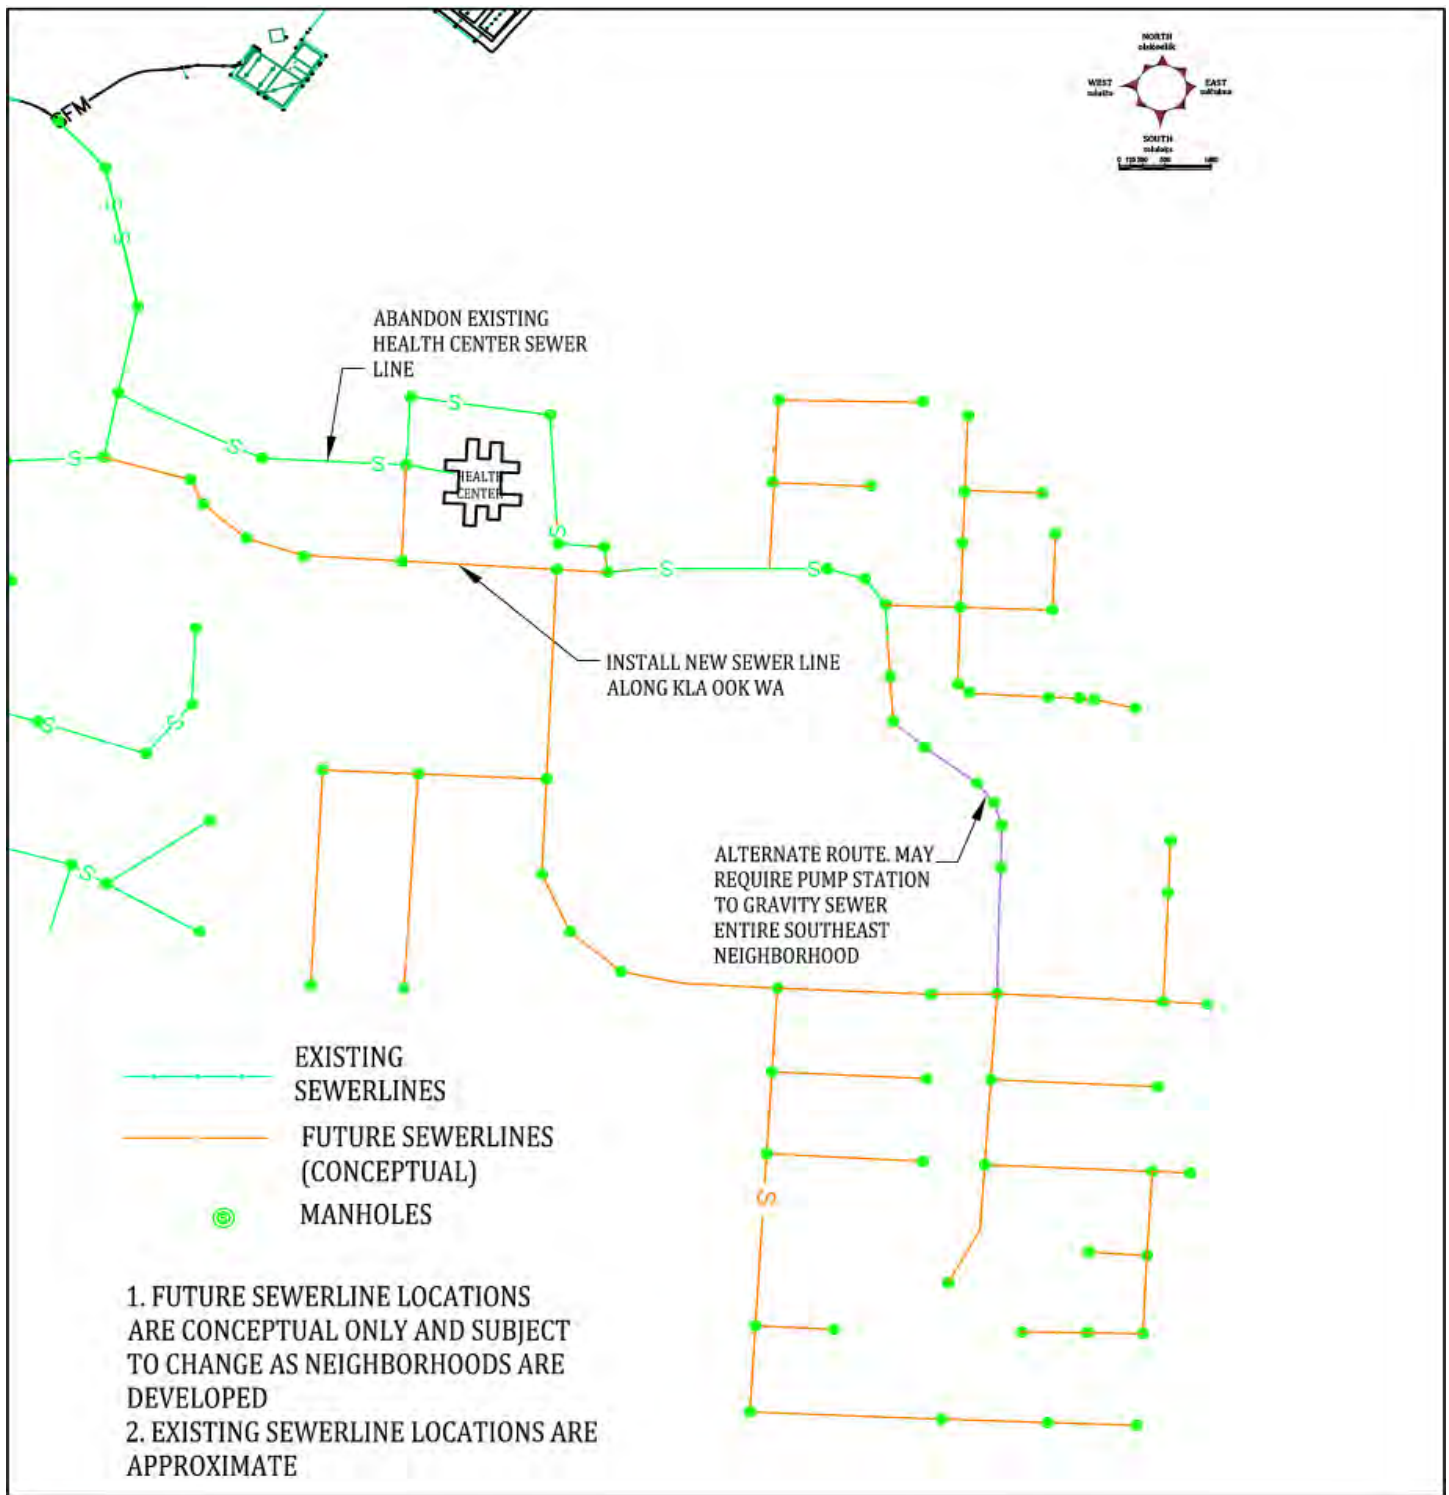 NORTH
WEST
EAST
SOUTH
SFM
S
S
ABANDON EXISTING
HEALTH CENTER SEWER
LINE
S
S
S
S
HEALTH
CENTER
S
S
S
INSTALL NEW SEWER LINE
ALONG KLA OOK WA
S
S
ALTERNATE ROUTE. MAY
REQUIRE PUMP STATION
TO GRAVITY SEWER
ENTIRE SOUTHEAST
NEIGHBORHOOD
S
S
EXISTING
SEWERLINES
FUTURE SEWERLINES
(CONCEPTUAL)
S
MANHOLES
1. FUTURE SEWERLINE LOCATIONS
ARE CONCEPTUAL ONLY AND SUBJECT
TO CHANGE AS NEIGHBORHOODS ARE
DEVELOPED
2. EXISTING SEWERLINE LOCATIONS ARE
APPROXIMATE